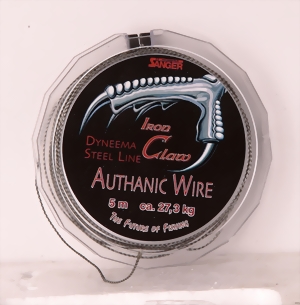 SÄNGER
Iron
Claw
DYNEEMA
STEEL LINE
AUTHANIC WIRE
5 m ca. 27,3 kg
THE FUTURE OF FISHING